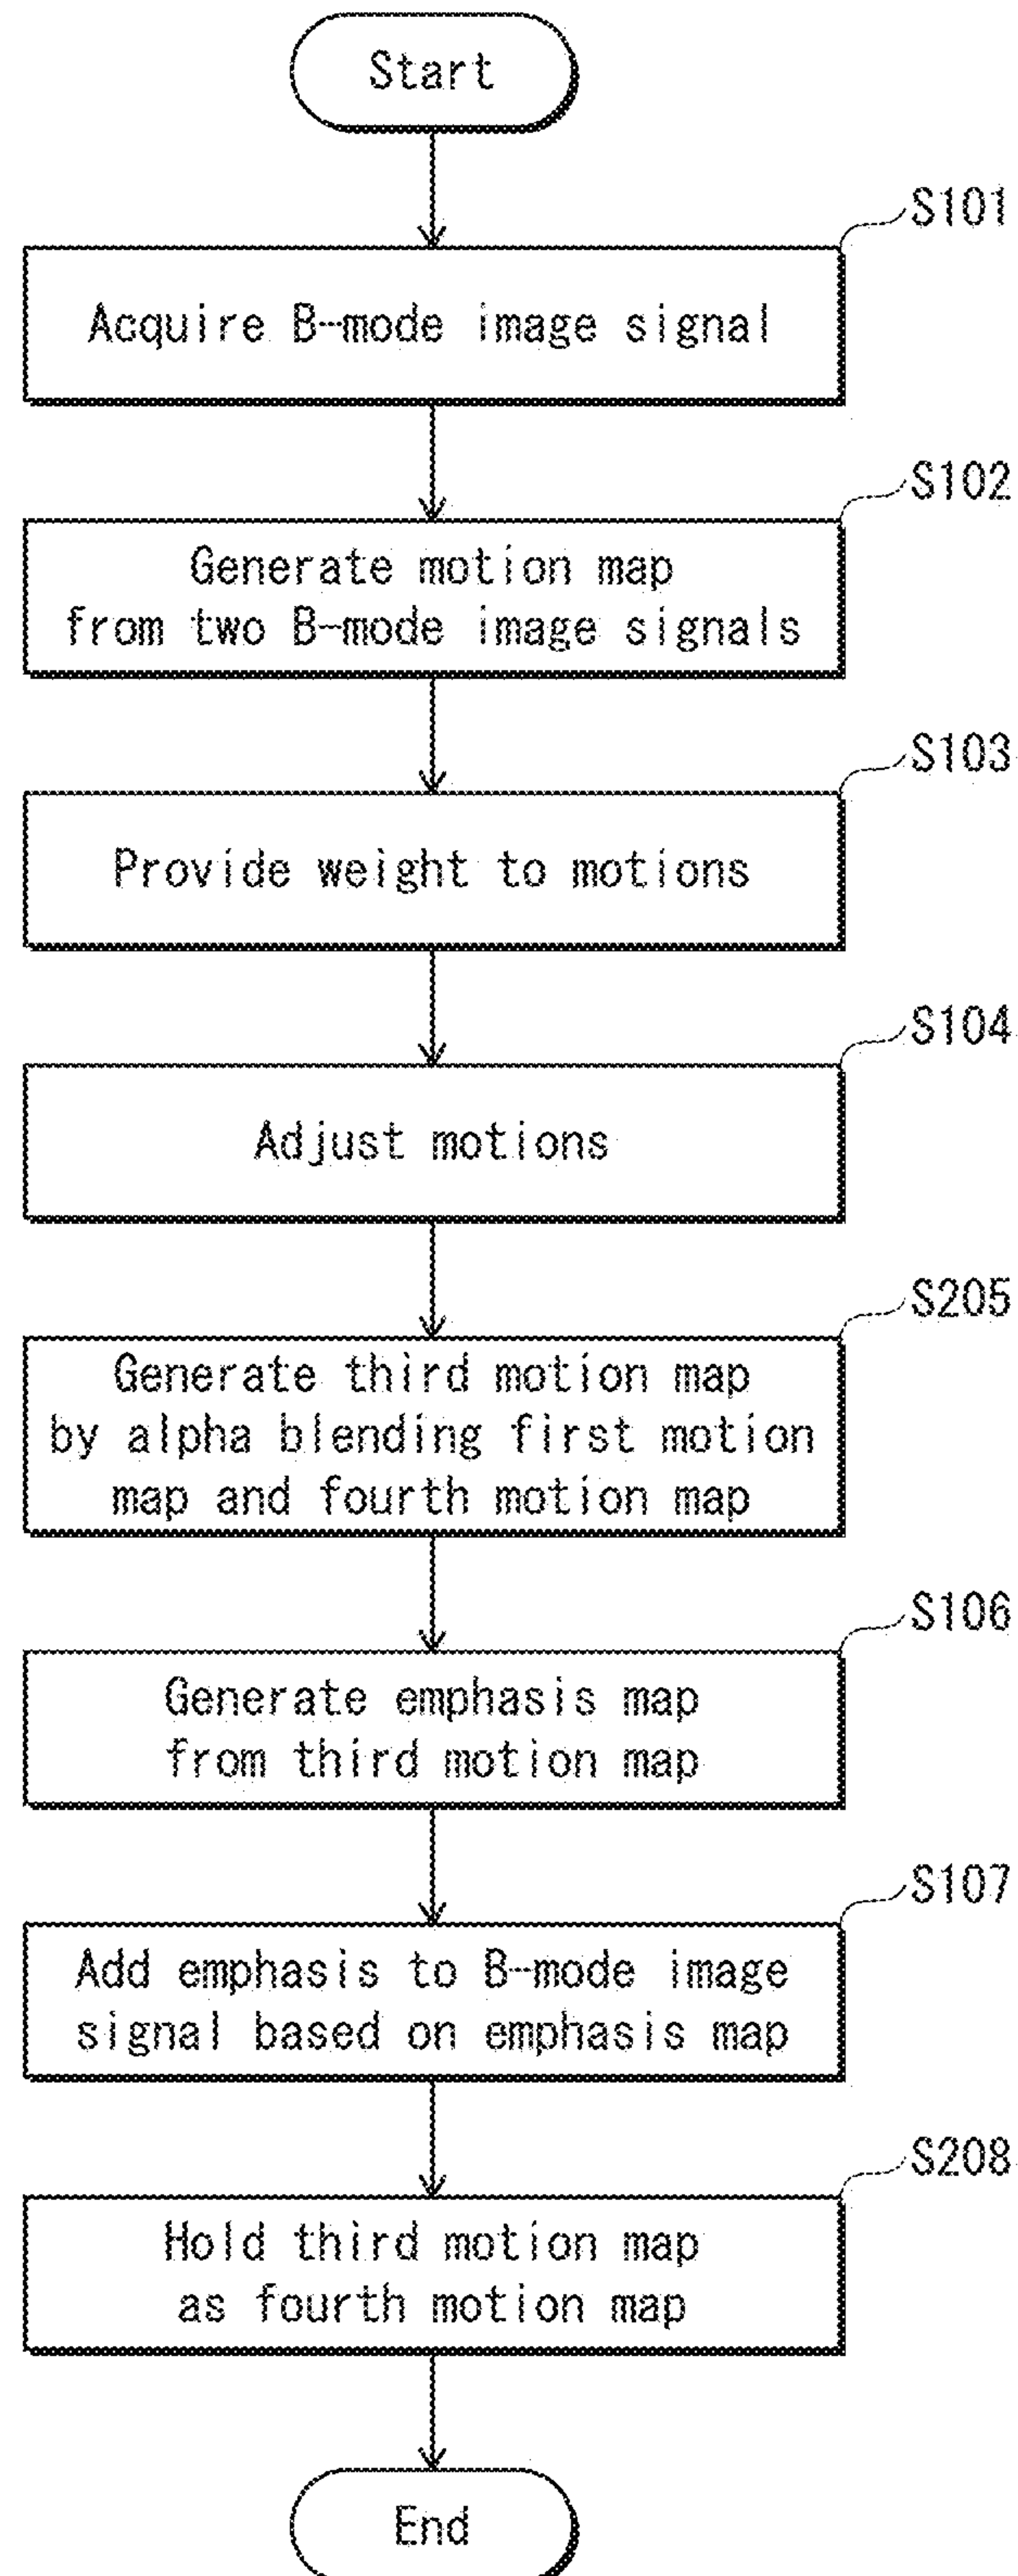 Start
S101
Acquire B-mode image signal
S102
Generate motion map
from two B-mode image signals
S103
Provide weight to motions
S104
Adjust motions
S205
Generate third motion map
by alpha blending first motion
map and fourth motion map
S106
Generate emphasis map
from third motion map
S107
Add emphasis to B-mode image
signal based on emphasis map
S208
Hold third motion map
as fourth motion map
End